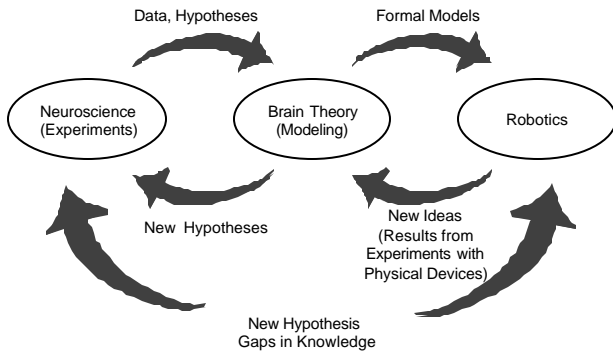 Data, Hypotheses
Formal Models
Neuroscience
(Experiments)
Brain Theory
(Modeling)
Robotics
New Hypotheses
New Ideas
(Results from
Experiments with
Physical Devices)
New Hypothesis
Gaps in Knowledge